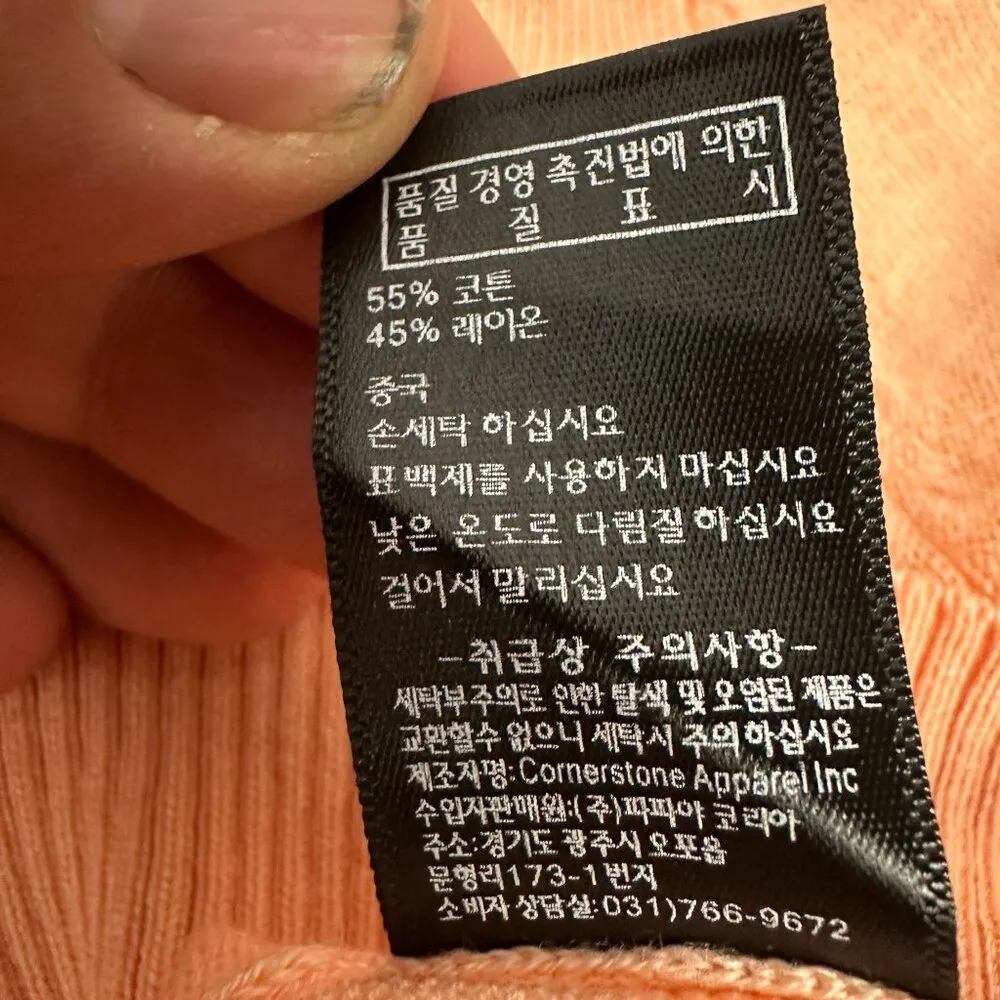 품질 경영 촉진법에 의한
품 질 표 시
55% 코튼
45% 레이온
중국
손세탁 하십시요
표백제를 사용하지 마십시요
낮은 온도로 다림질 하십시요
걸어서 말리십시요
-취급상 주의사항-
세탁부주의로 인한 탈색 및 오염된 제품은
교환할수 없으니 세탁시 주의하십시요
제조자명:Cornerstone Apparel Inc
수입자판매원:(주)파파야 코리아
주소:경기도 광주시 오포읍
문형리173-1번지
소비자 상담실:031)766-9672